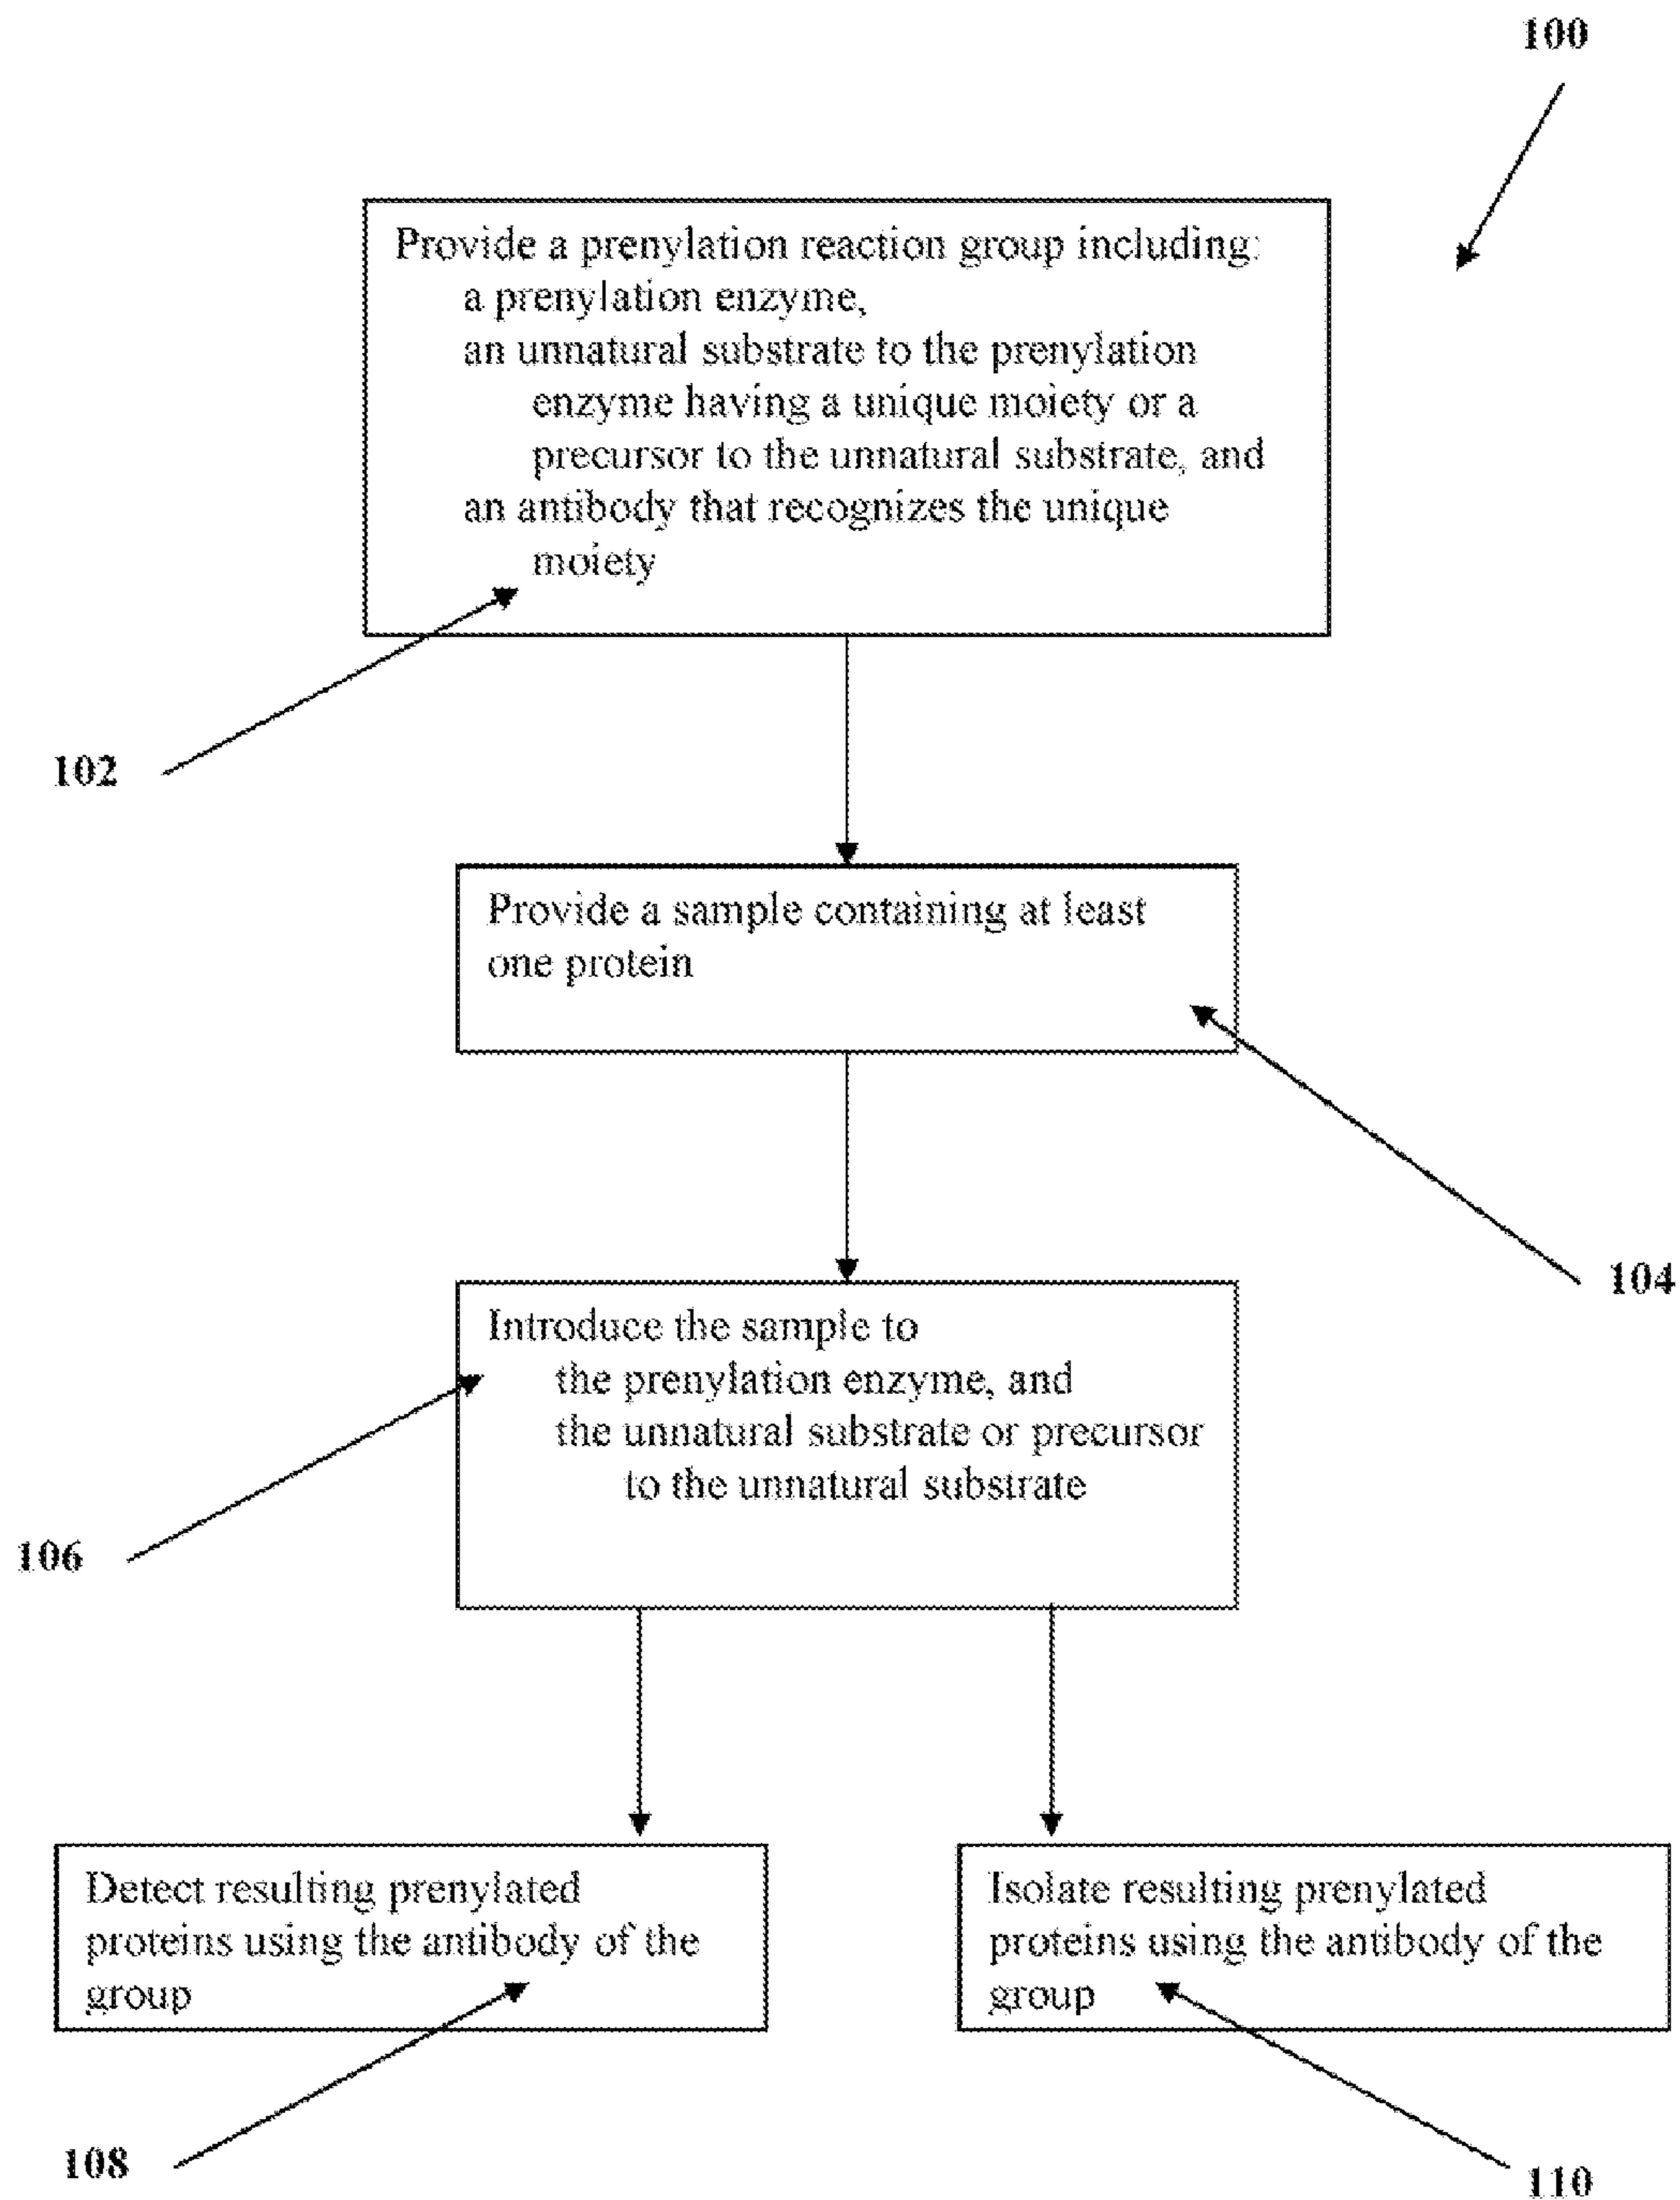 100
Provide a prenylation reaction group including:
a prenylation enzyme,
an unnatural substrate to the prenylation
enzyme having a unique moiety or a
precursor to the unnatural substrate, and
an antibody that recognizes the unique
moiety
102
Provide a sample containing at least
one protein
104
Introduce the sample to
the prenylation enzyme, and
the unnatural substrate or precursor
to the unnatural substrate
106
Detect resulting prenylated
proteins using the antibody of the
group
Isolate resulting prenylated
proteins using the antibody of the
group
108
110